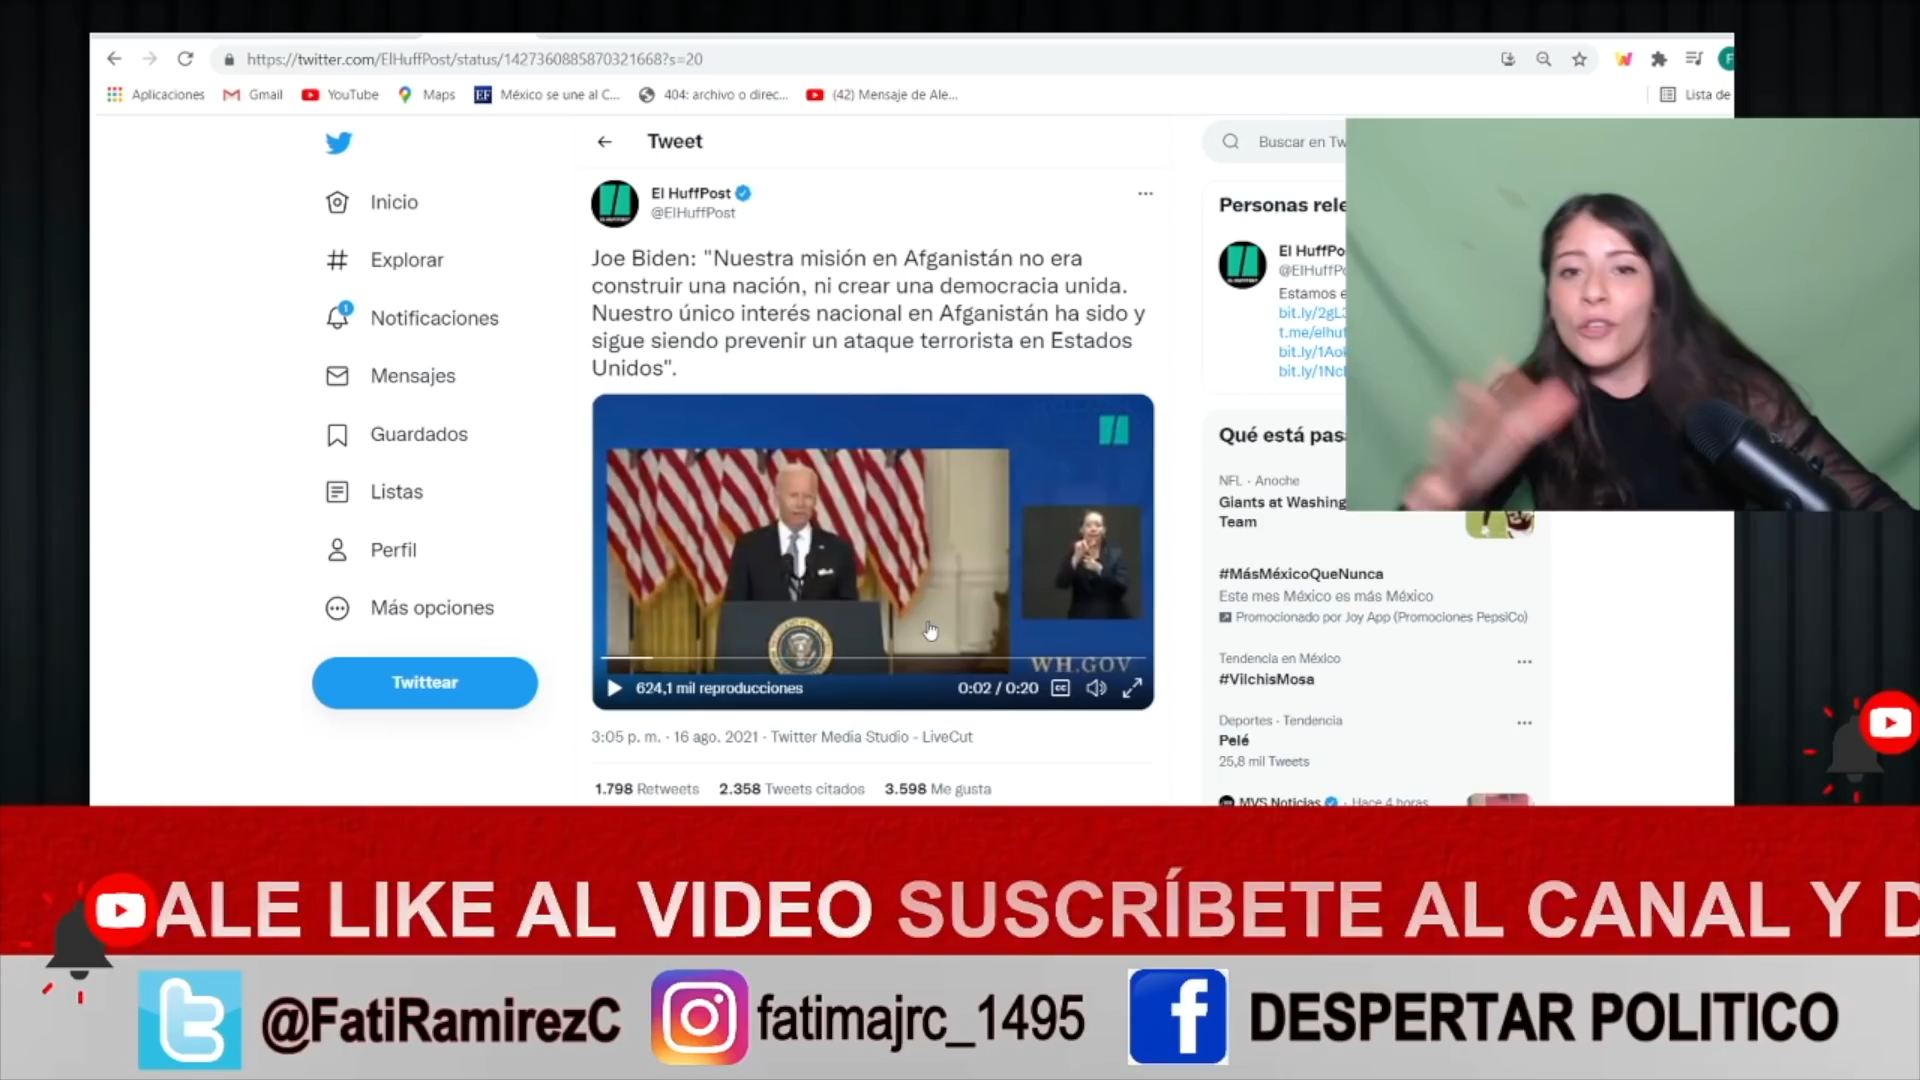 https://twitter.com/ElHuffPost/status/1427360885870321668?s=20
Aplicaciones
Gmail
YouTube
Maps
EF
México se une al C...
404: archivo o direc...
(42) Mensaje de Ale...
Lista de
Inicio
Explorar
1
Notificaciones
Mensajes
Guardados
Listas
Perfil
Más opciones
Twittear
Tweet
El HuffPost
@ElHuffPost
Joe Biden: "Nuestra misión en Afganistán no era
construir una nación, ni crear una democracia unida.
Nuestro único interés nacional en Afganistán ha sido y
sigue siendo prevenir un ataque terrorista en Estados
Unidos".
WH.GOV
624,1 mil reproducciones
0:02 / 0:20
CC
3:05 p. m. · 16 ago. 2021 · Twitter Media Studio - LiveCut
1.798 Retweets 2.358 Tweets citados 3.598 Me gusta
Buscar en Tw
Personas rele
El HuffPo
@ElHuffPo
Estamos e
bit.ly/2gL
t.me/elhuf
bit.ly/1Ao
bit.ly/1Nc
Qué está pas
NFL · Anoche
Giants at Washing
Team
#MásMéxicoQueNunca
Este mes México es más México
Promocionado por Joy App (Promociones PepsiCo)
Tendencia en México
#VilchisMosa
Deportes · Tendencia
Pelé
25,8 mil Tweets
MVS Noticias · Hace 4 horas
ALE LIKE AL VIDEO SUSCRÍBETE AL CANAL Y D
@FatiRamirezC
fatimajrc_1495
DESPERTAR POLITICO